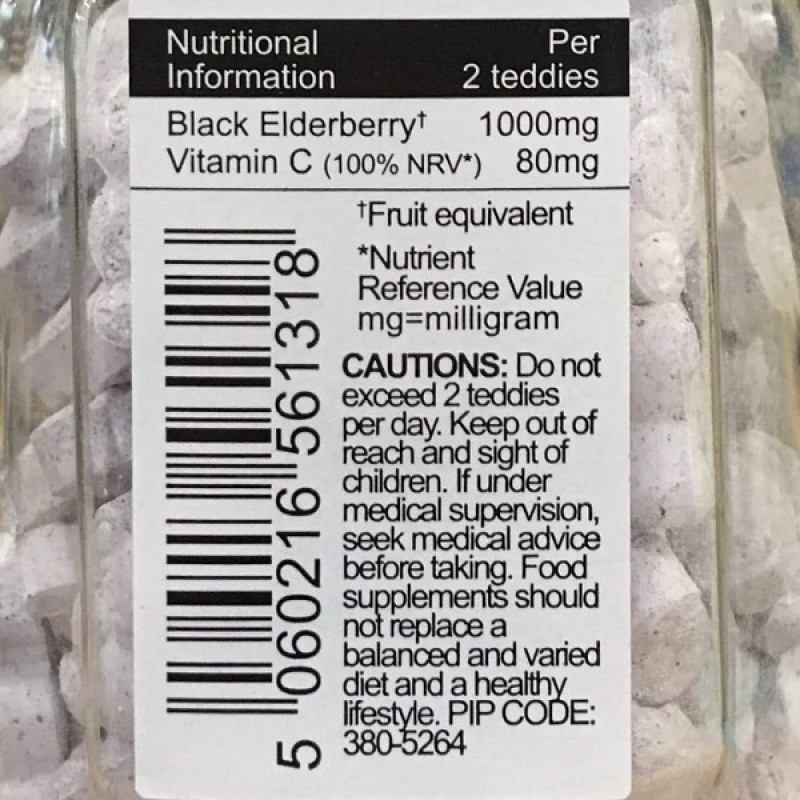 Nutritional Per
Information 2 teddies
Black Elderberry† 1000mg
Vitamin C (100% NRV*) 80mg
†Fruit equivalent
*Nutrient
Reference Value
mg=milligram
CAUTIONS: Do not
exceed 2 teddies
per day. Keep out of
reach and sight of
children. If under
medical supervision,
seek medical advice
before taking. Food
supplements should
not replace a
balanced and varied
diet and a healthy
lifestyle. PIP CODE:
380-5264
5 060216 561318